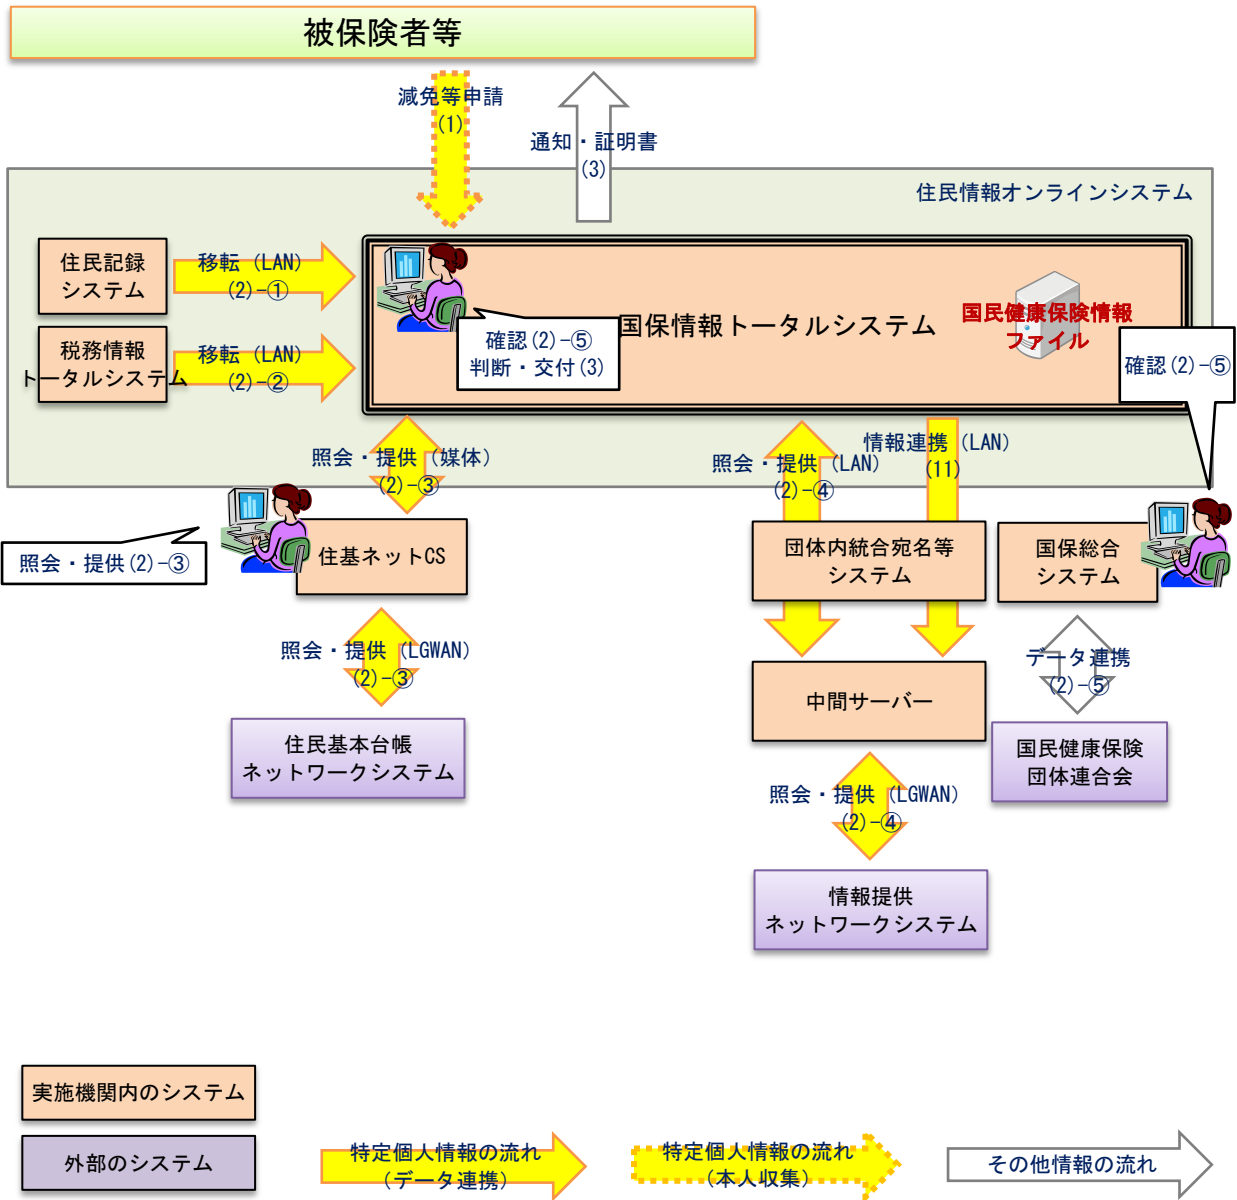 被保険者等
減免等申請
(1)
通知・証明書
(3)
住民情報オンラインシステム
住民記録
システム
移転（LAN）
(2)-①
税務情報
トータルシステム
移転（LAN）
(2)-②
確認(2)-⑤
判断・交付(3)
国保情報トータルシステム
国民健康保険情報
ファイル
確認(2)-⑤
照会・提供（媒体）
(2)-③
照会・提供（LAN）
(2)-④
情報連携（LAN）
(11)
照会・提供(2)-③
住基ネットCS
団体内統合宛名等
システム
国保総合
システム
照会・提供（LGWAN）
(2)-③
データ連携
(2)-⑤
中間サーバー
住民基本台帳
ネットワークシステム
国民健康保険
団体連合会
照会・提供（LGWAN）
(2)-④
情報提供
ネットワークシステム
実施機関内のシステム
外部のシステム
特定個人情報の流れ
（データ連携）
特定個人情報の流れ
（本人収集）
その他情報の流れ